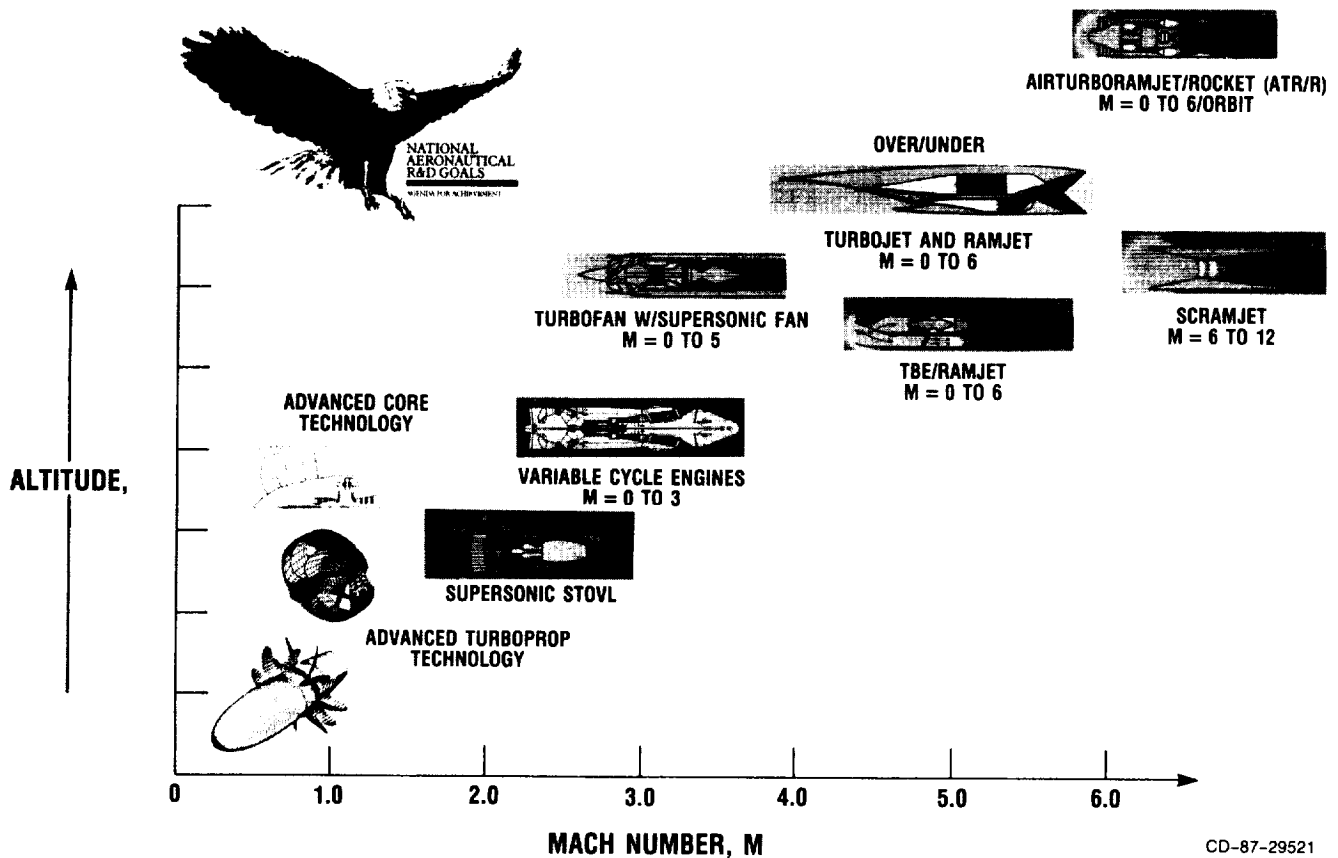 NATIONAL
AERONAUTICAL
R&D GOALS
AGENDA FOR ACHIEVEMENT
AIRTURBORAMJET/ROCKET (ATR/R)
M = 0 TO 6/ORBIT
OVER/UNDER
TURBOJET AND RAMJET
M = 0 TO 6
TURBOFAN W/SUPERSONIC FAN
M = 0 TO 5
SCRAMJET
M = 6 TO 12
TBE/RAMJET
M = 0 TO 6
ADVANCED CORE
TECHNOLOGY
VARIABLE CYCLE ENGINES
M = 0 TO 3
ALTITUDE,
SUPERSONIC STOVL
ADVANCED TURBOPROP
TECHNOLOGY
0 1.0 2.0 3.0 4.0 5.0 6.0
MACH NUMBER, M
CD-87-29521